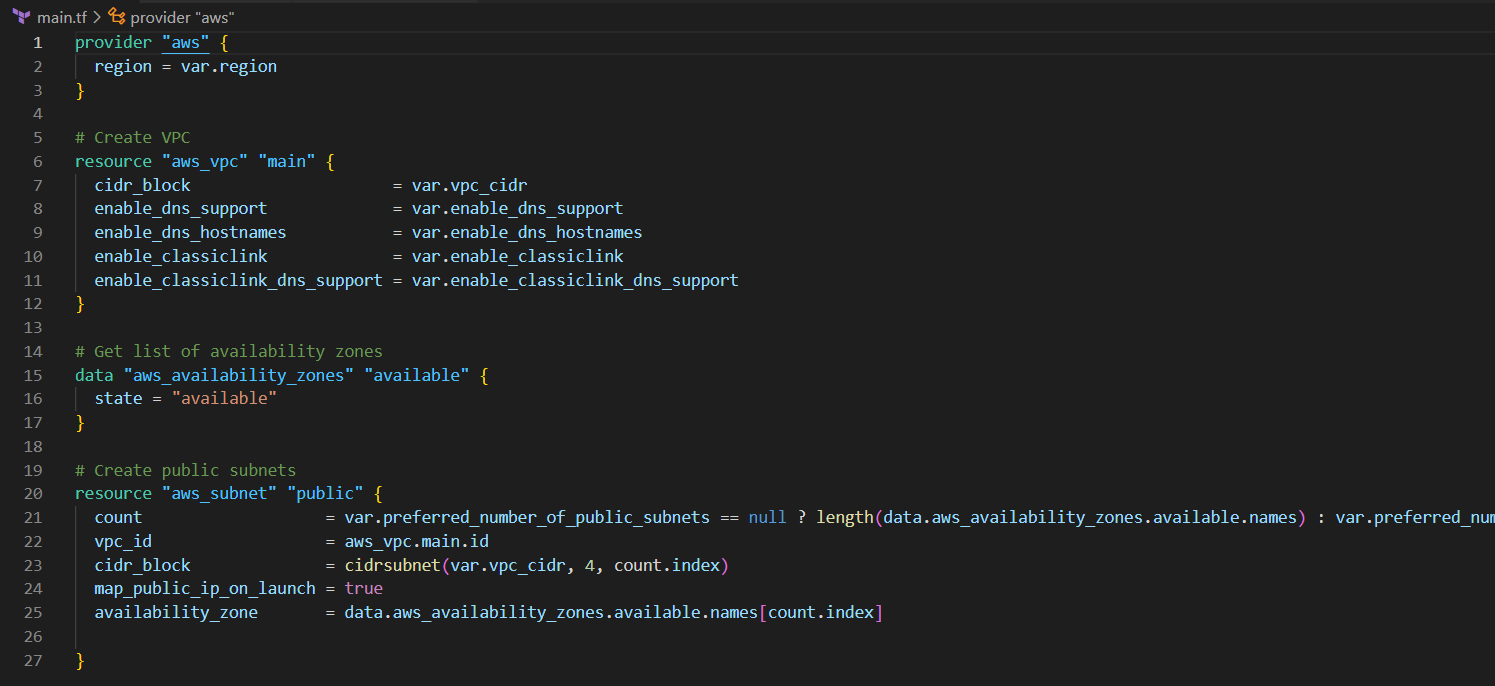 main.tf > provider "aws"
1 provider "aws" {
2   region = var.region
3 }
4
5 # Create VPC
6 resource "aws_vpc" "main" {
7   cidr_block                     = var.vpc_cidr
8   enable_dns_support             = var.enable_dns_support
9   enable_dns_hostnames           = var.enable_dns_hostnames
10   enable_classiclink             = var.enable_classiclink
11   enable_classiclink_dns_support = var.enable_classiclink_dns_support
12 }
13
14 # Get list of availability zones
15 data "aws_availability_zones" "available" {
16   state = "available"
17 }
18
19 # Create public subnets
20 resource "aws_subnet" "public" {
21   count                   = var.preferred_number_of_public_subnets == null ? length(data.aws_availability_zones.available.names) : var.preferred_num
22   vpc_id                  = aws_vpc.main.id
23   cidr_block              = cidrsubnet(var.vpc_cidr, 4, count.index)
24   map_public_ip_on_launch = true
25   availability_zone       = data.aws_availability_zones.available.names[count.index]
26
27 }